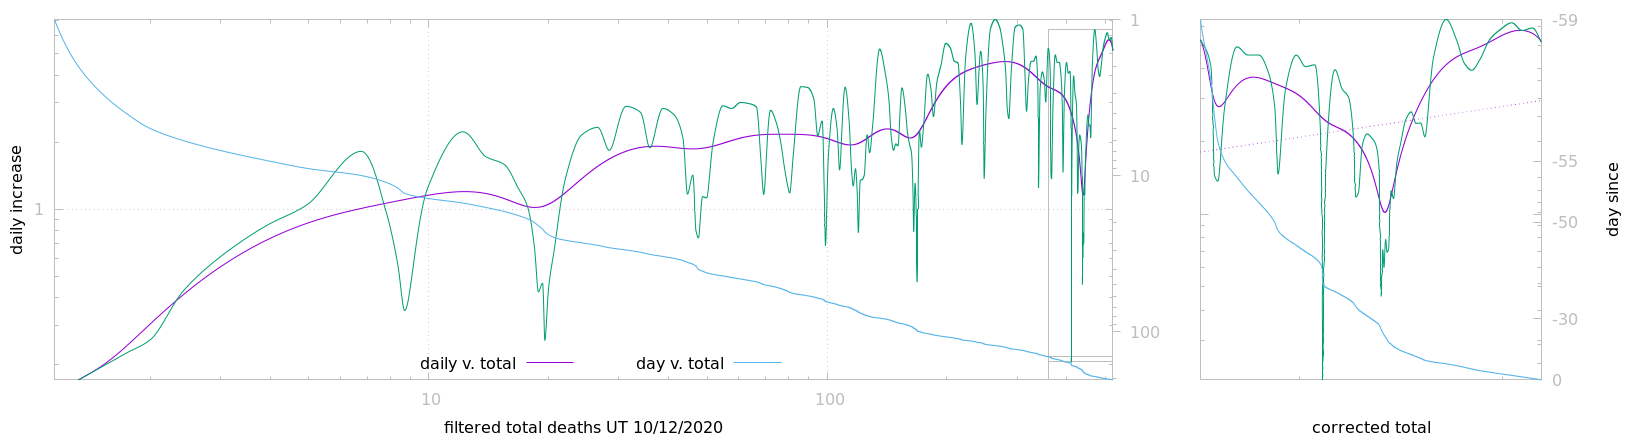 1
-59
daily increase
1
10
100
-55
-50
-30
0
day since
daily v. total
day v. total
10
100
filtered total deaths UT 10/12/2020
corrected total